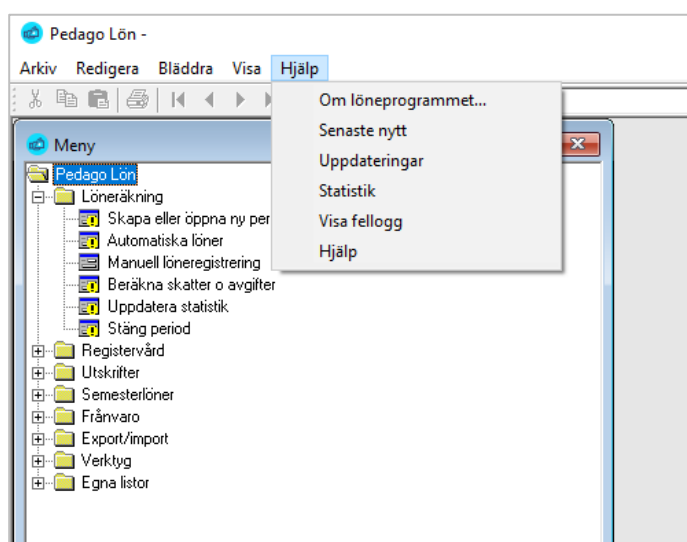 Pedago Lön -
Arkiv Redigera Bläddra Visa Hjälp
Om löneprogrammet...
Senaste nytt
Uppdateringar
Statistik
Visa fellogg
Hjälp
Meny
Pedago Lön
Löneräkning
Skapa eller öppna ny per
Automatiska löner
Manuell löneregistrering
Beräkna skatter o avgifter
Uppdatera statistik
Stäng period
Registervård
Utskrifter
Semesterlöner
Frånvaro
Export/import
Verktyg
Egna listor